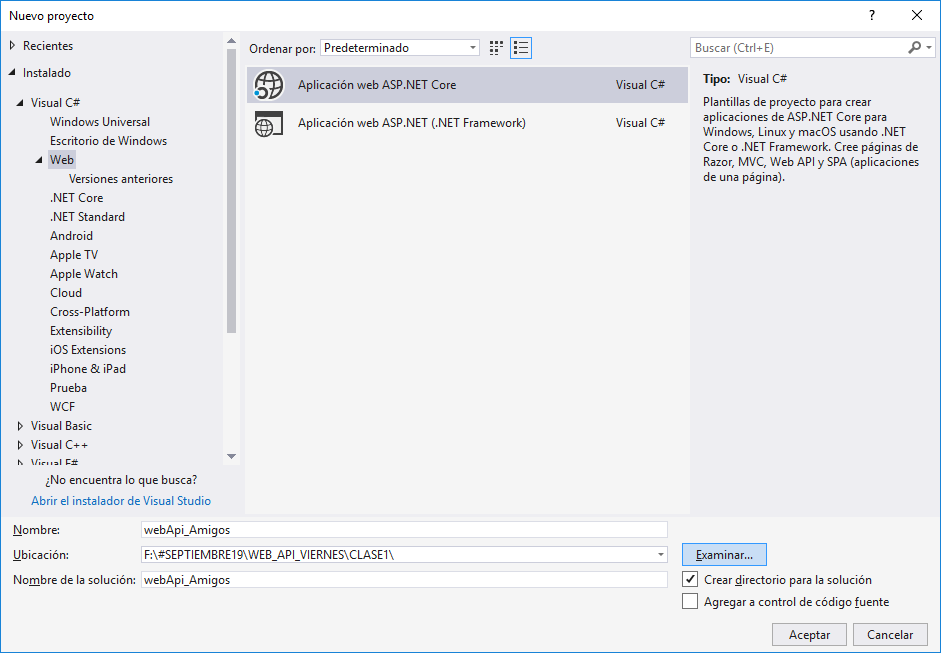 Nuevo proyecto
?
Recientes
Instalado
Visual C#
Windows Universal
Escritorio de Windows
Web
Versiones anteriores
.NET Core
.NET Standard
Android
Apple TV
Apple Watch
Cloud
Cross-Platform
Extensibility
iOS Extensions
iPhone & iPad
Prueba
WCF
Visual Basic
Visual C++
Visual F#
¿No encuentra lo que busca?
Abrir el instalador de Visual Studio
Ordenar por: Predeterminado
Aplicación web ASP.NET Core Visual C#
Aplicación web ASP.NET (.NET Framework) Visual C#
Buscar (Ctrl+E)
Tipo: Visual C#
Plantillas de proyecto para crear
aplicaciones de ASP.NET Core para
Windows, Linux y macOS usando .NET
Core o .NET Framework. Cree páginas de
Razor, MVC, Web API y SPA (aplicaciones
de una página).
Nombre: webApi_Amigos
Ubicación: F:\#SEPTIEMBRE19\WEB_API_VIERNES\CLASE1\
Examinar...
Nombre de la solución: webApi_Amigos
Crear directorio para la solución
Agregar a control de código fuente
Aceptar
Cancelar